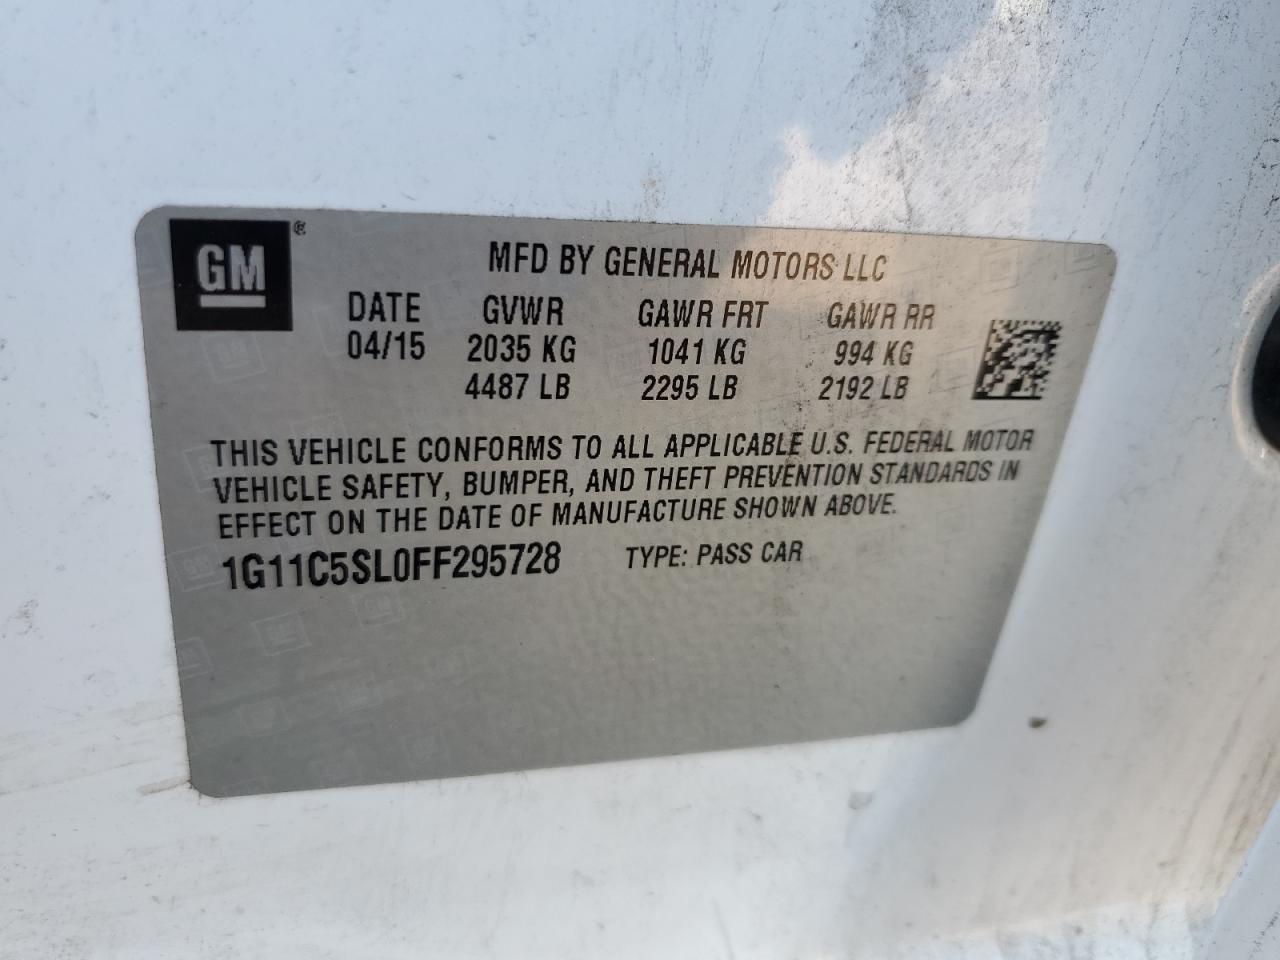 GM®
MFD BY GENERAL MOTORS LLC
DATE GVWR GAWR FRT GAWR RR
04/15 2035 KG 1041 KG 994 KG
4487 LB 2295 LB 2192 LB
THIS VEHICLE CONFORMS TO ALL APPLICABLE U.S. FEDERAL MOTOR
VEHICLE SAFETY, BUMPER, AND THEFT PREVENTION STANDARDS IN
EFFECT ON THE DATE OF MANUFACTURE SHOWN ABOVE.
1G11C5SL0FF295728 TYPE: PASS CAR